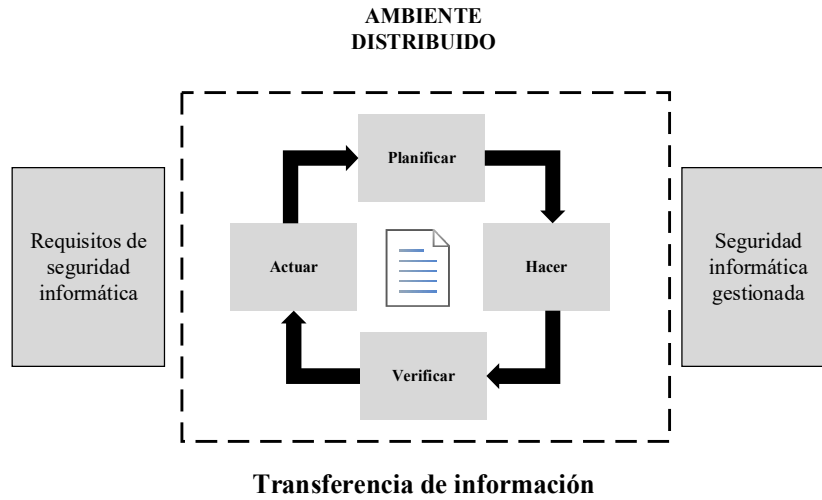 AMBIENTE
DISTRIBUIDO
Planificar
Requisitos de
seguridad
informática
Actuar
Hacer
Seguridad
informática
gestionada
Verificar
Transferencia de información